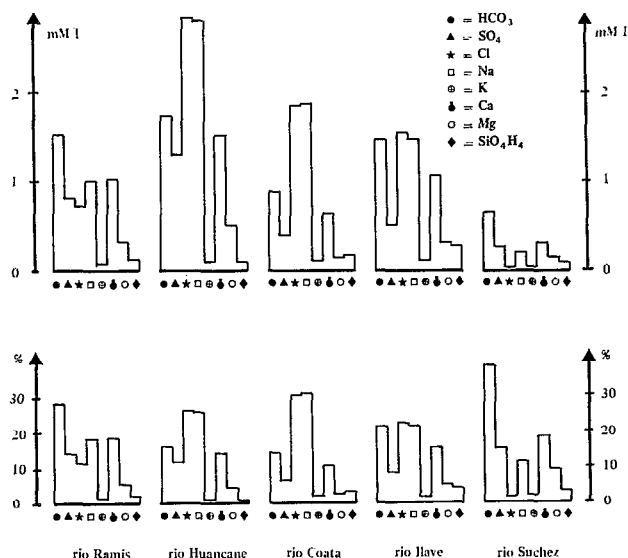 mM l
2
1
0
● = HCO₃
▲ = SO₄
★ = Cl
□ = Na
⊕ = K
= Ca
○ = Mg
◆ = SiO₄H₄
mM l
2
1
0
%
30
20
10
0
%
30
20
10
0
rio Ramis
rio Huancane
rio Coata
rio Ilave
rio Suchez